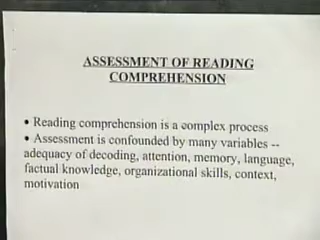 ASSESSMENT OF READING
COMPREHENSION
• Reading comprehension is a complex process
• Assessment is confounded by many variables --
adequacy of decoding, attention, memory, language,
factual knowledge, organizational skills, context,
motivation